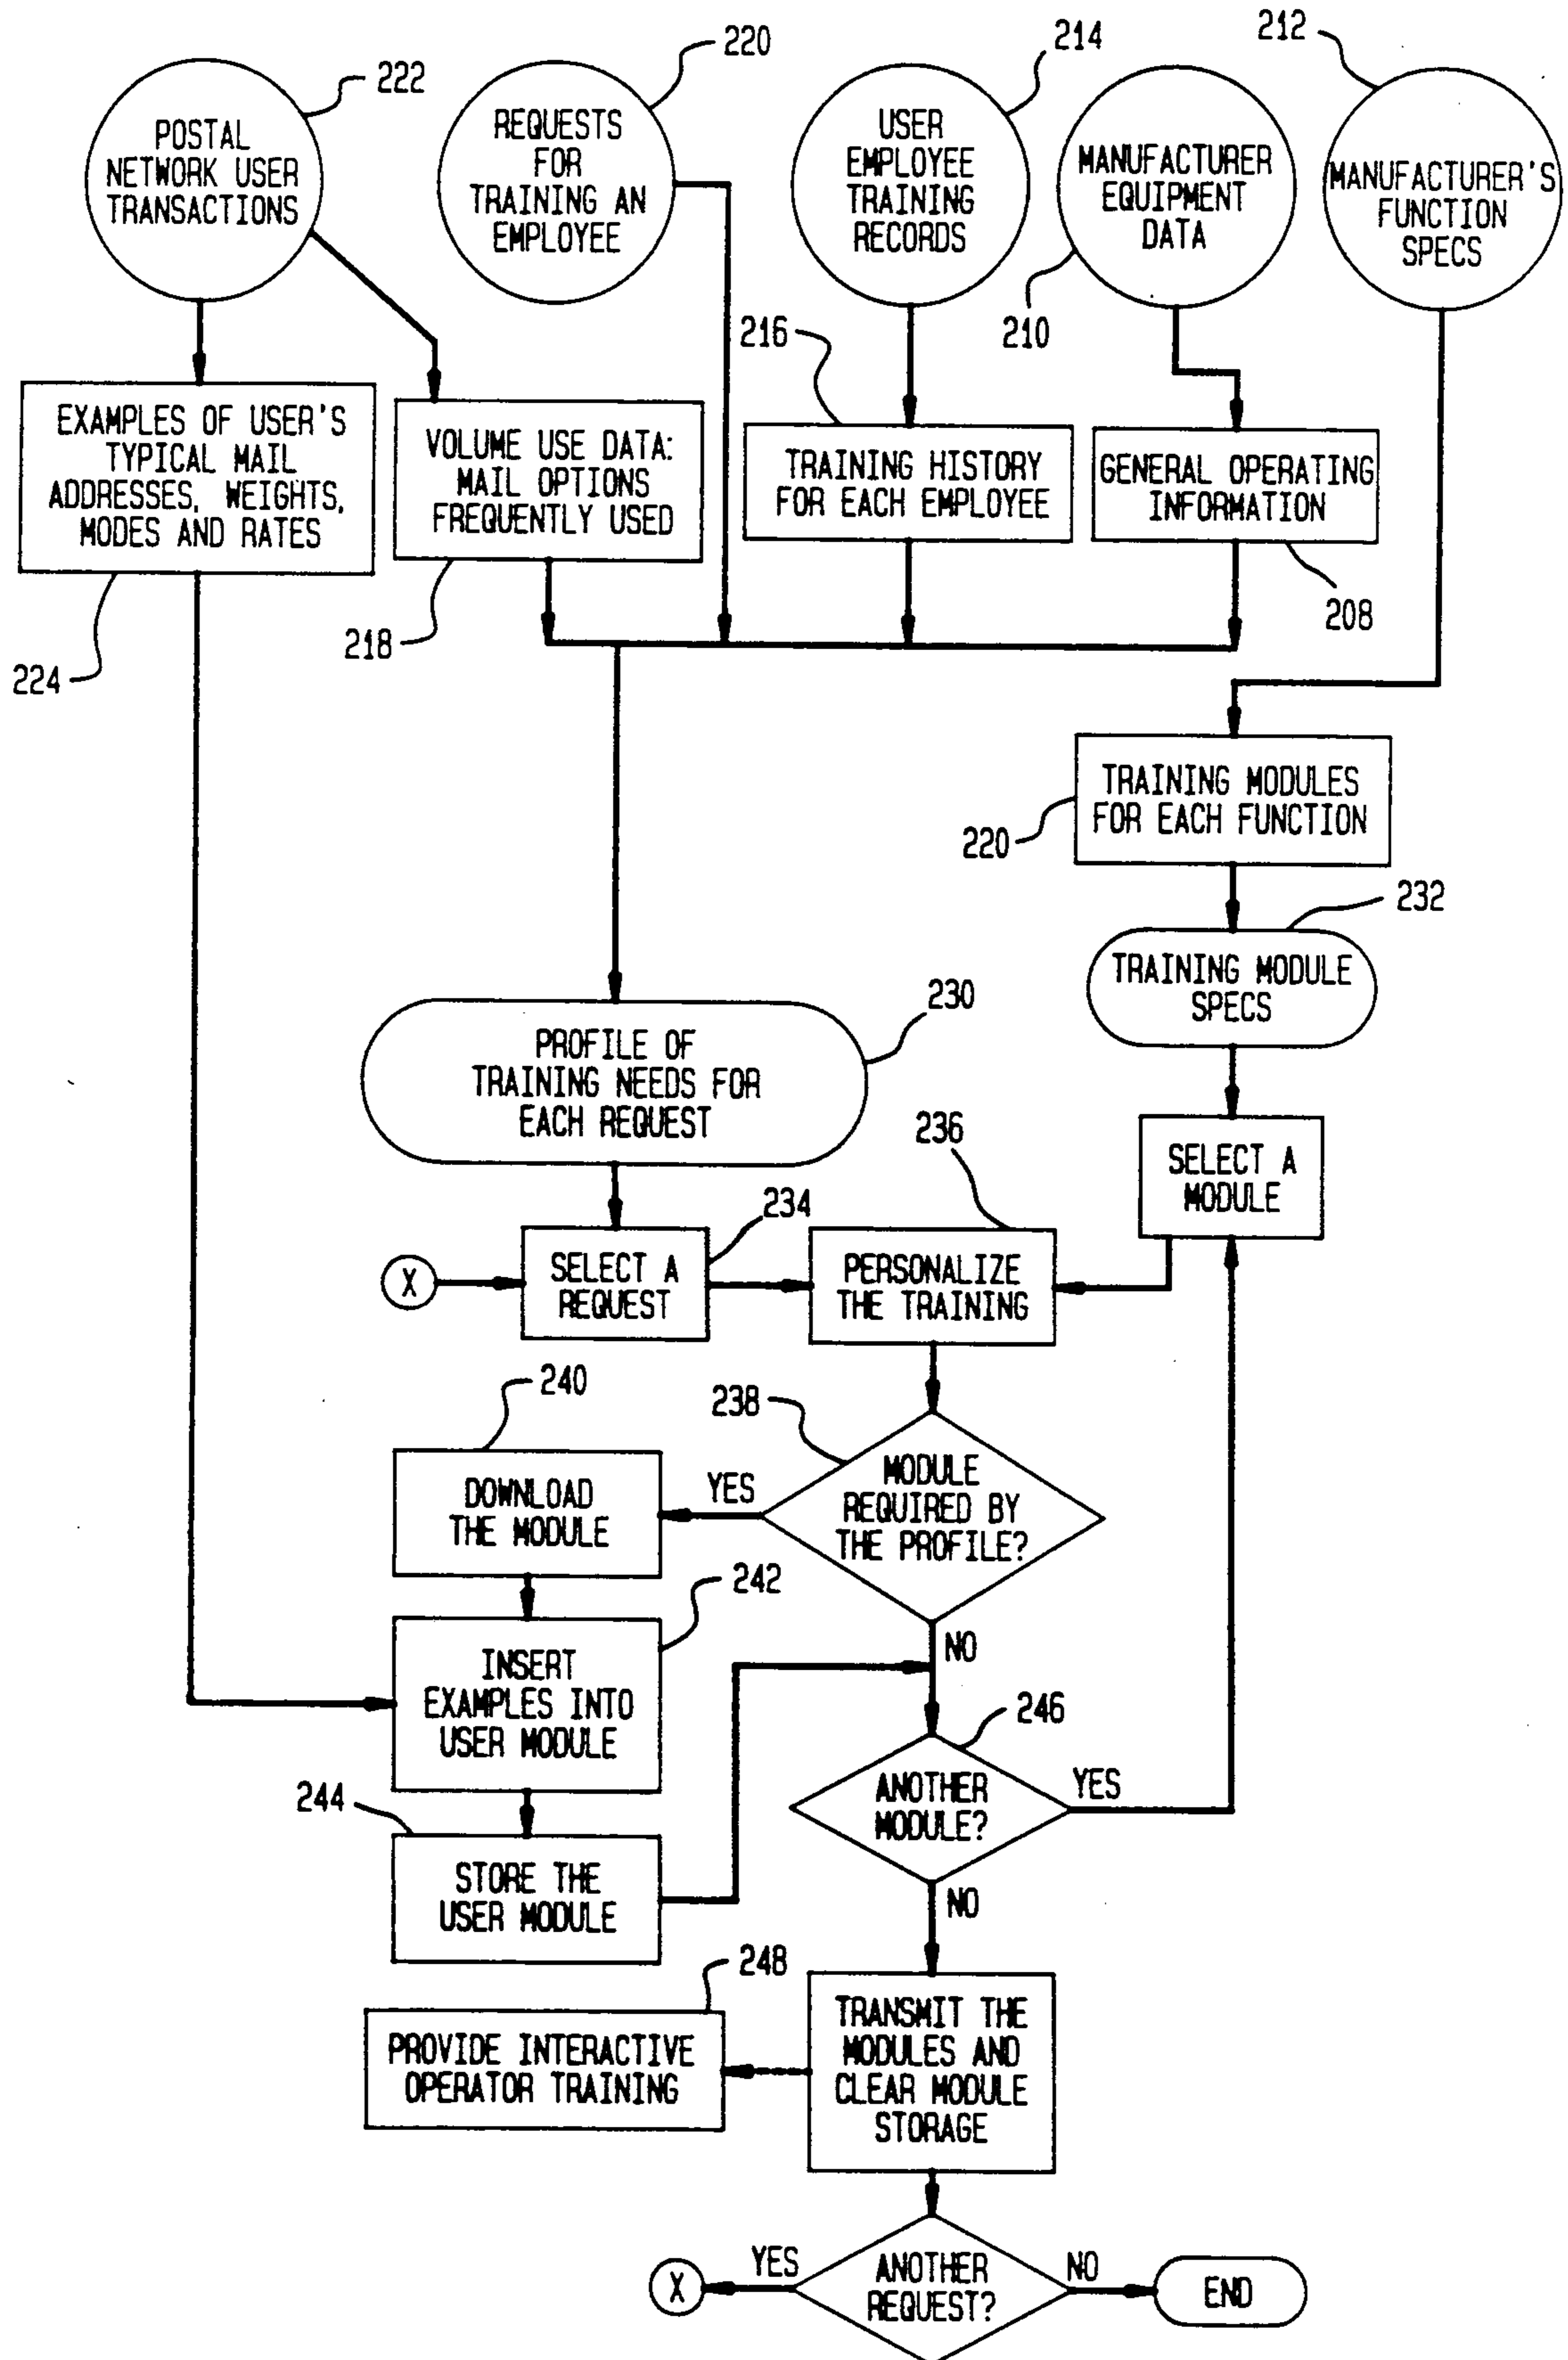 222
POSTAL
NETWORK USER
TRANSACTIONS
220
REQUESTS
FOR
TRAINING AN
EMPLOYEE
214
USER
EMPLOYEE
TRAINING
RECORDS
MANUFACTURER
EQUIPMENT
DATA
210
212
MANUFACTURER'S
FUNCTION
SPECS
EXAMPLES OF USER'S
TYPICAL MAIL
ADDRESSES, WEIGHTS,
MODES AND RATES
224
VOLUME USE DATA:
MAIL OPTIONS
FREQUENTLY USED
218
216
TRAINING HISTORY
FOR EACH EMPLOYEE
GENERAL OPERATING
INFORMATION
208
TRAINING MODULES
FOR EACH FUNCTION
220
232
TRAINING MODULE
SPECS
230
PROFILE OF
TRAINING NEEDS FOR
EACH REQUEST
SELECT A
MODULE
234
X
SELECT A
REQUEST
236
PERSONALIZE
THE TRAINING
238
MODULE
REQUIRED BY
THE PROFILE?
YES
NO
240
DOWNLOAD
THE MODULE
242
INSERT
EXAMPLES INTO
USER MODULE
244
STORE THE
USER MODULE
246
ANOTHER
MODULE?
YES
NO
248
PROVIDE INTERACTIVE
OPERATOR TRAINING
TRANSMIT THE
MODULES AND
CLEAR MODULE
STORAGE
X
YES
ANOTHER
REQUEST?
NO
END